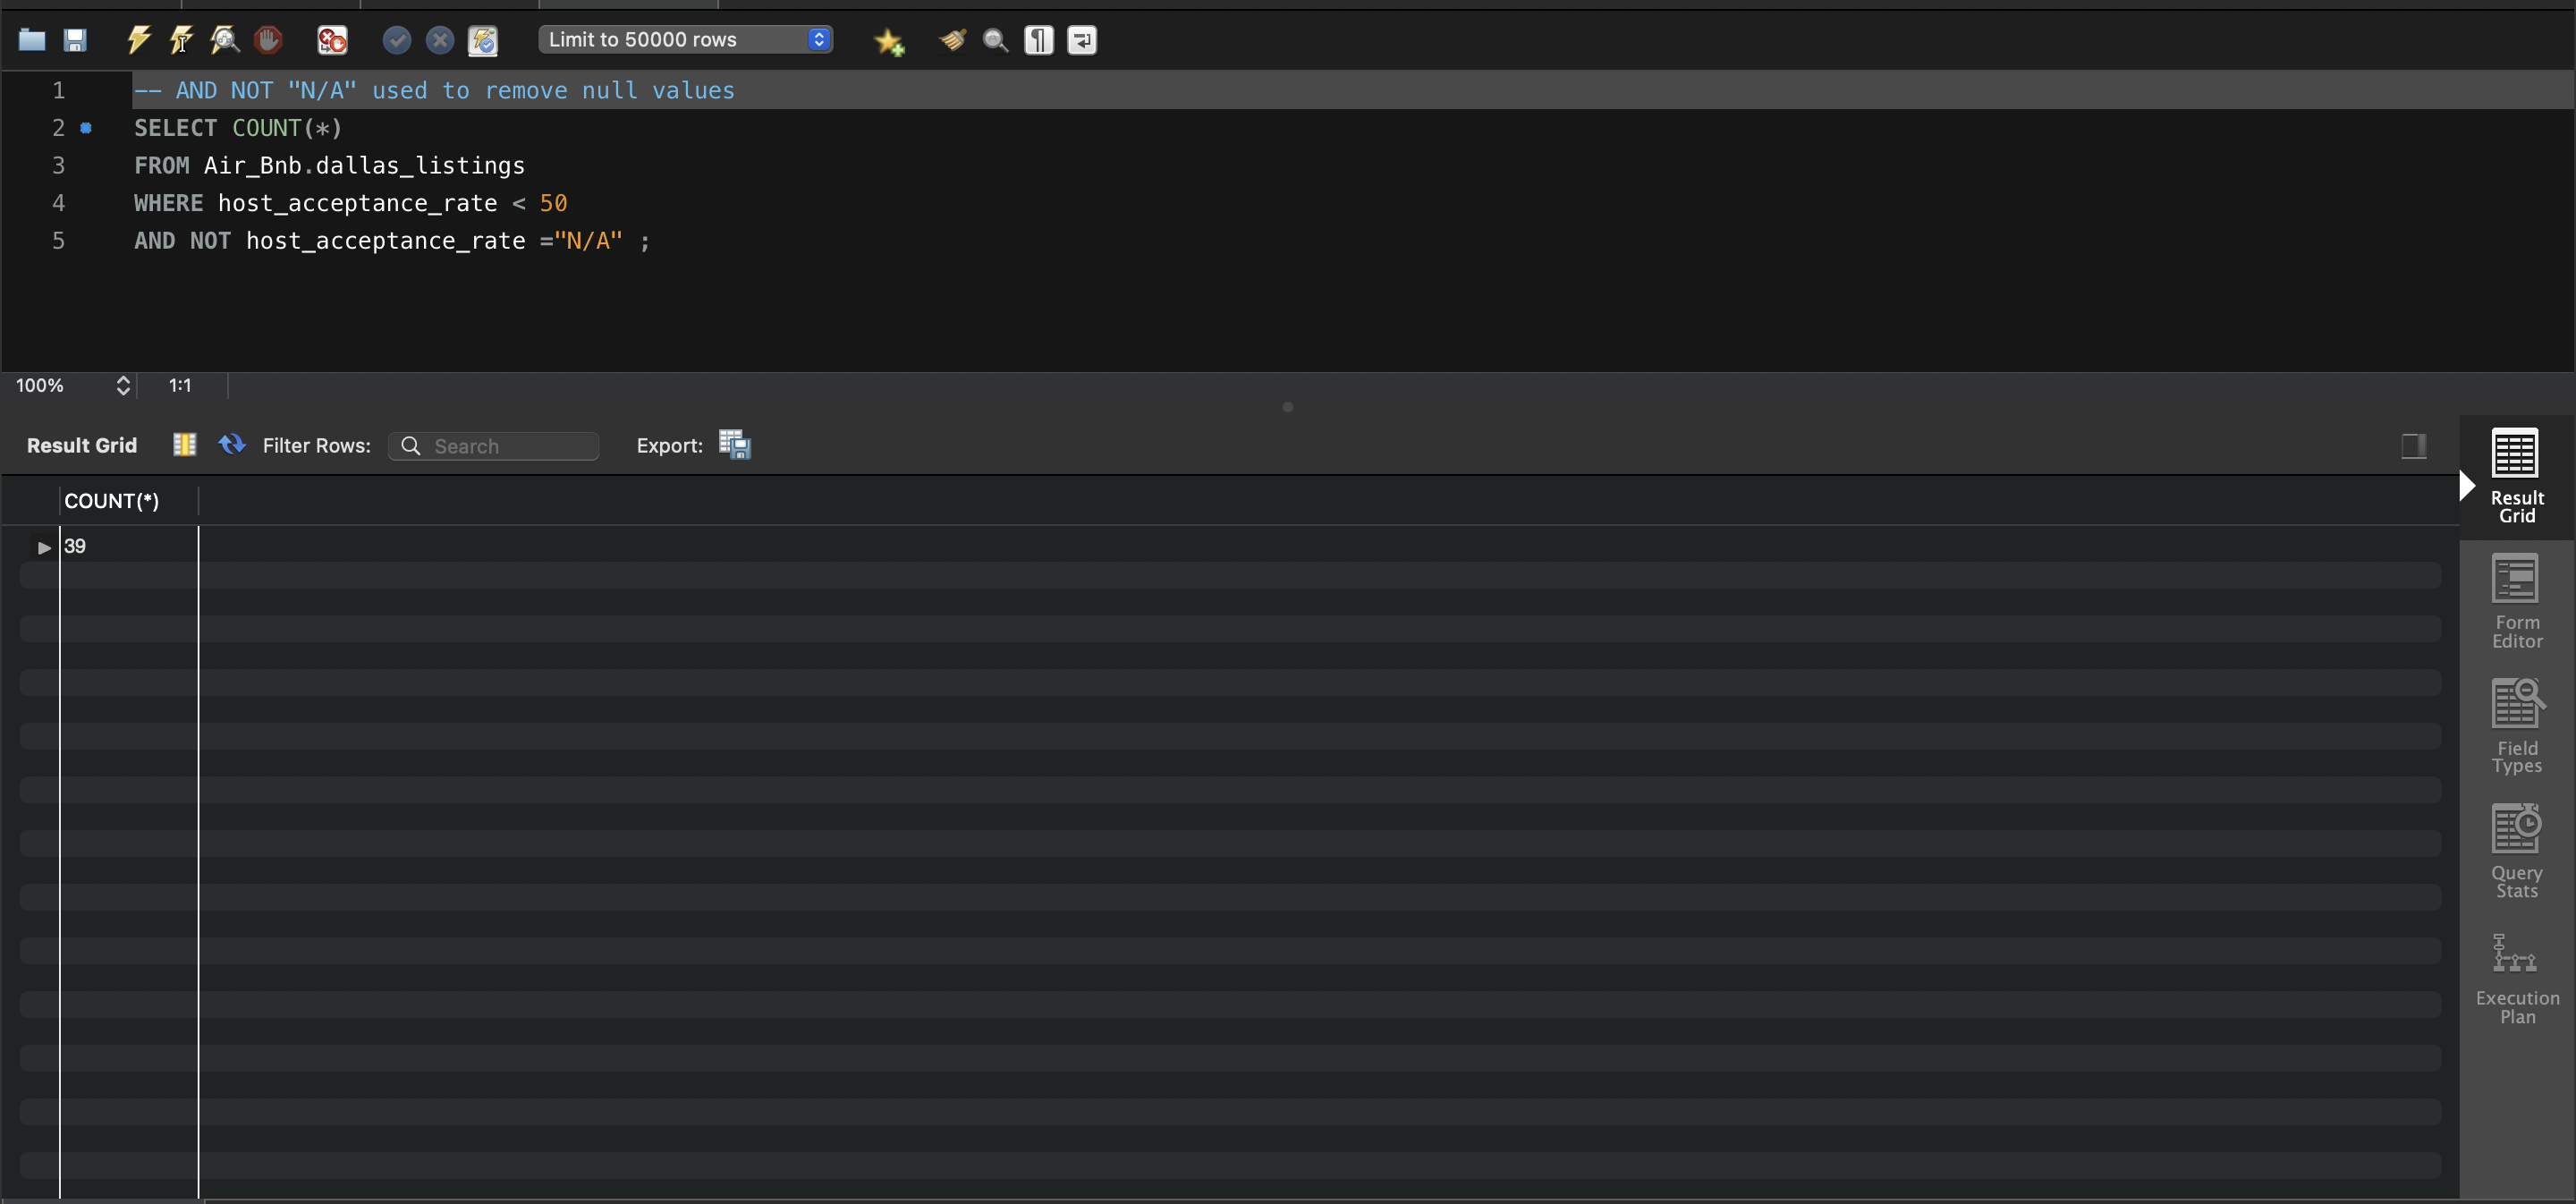 Limit to 50000 rows
1 -- AND NOT "N/A" used to remove null values
2 SELECT COUNT(*)
3 FROM Air_Bnb.dallas_listings
4 WHERE host_acceptance_rate < 50
5 AND NOT host_acceptance_rate ="N/A" ;
100% 1:1
Result Grid Filter Rows: Search Export:
COUNT(*)
39
Result
Grid
Form
Editor
Field
Types
Query
Stats
Execution
Plan